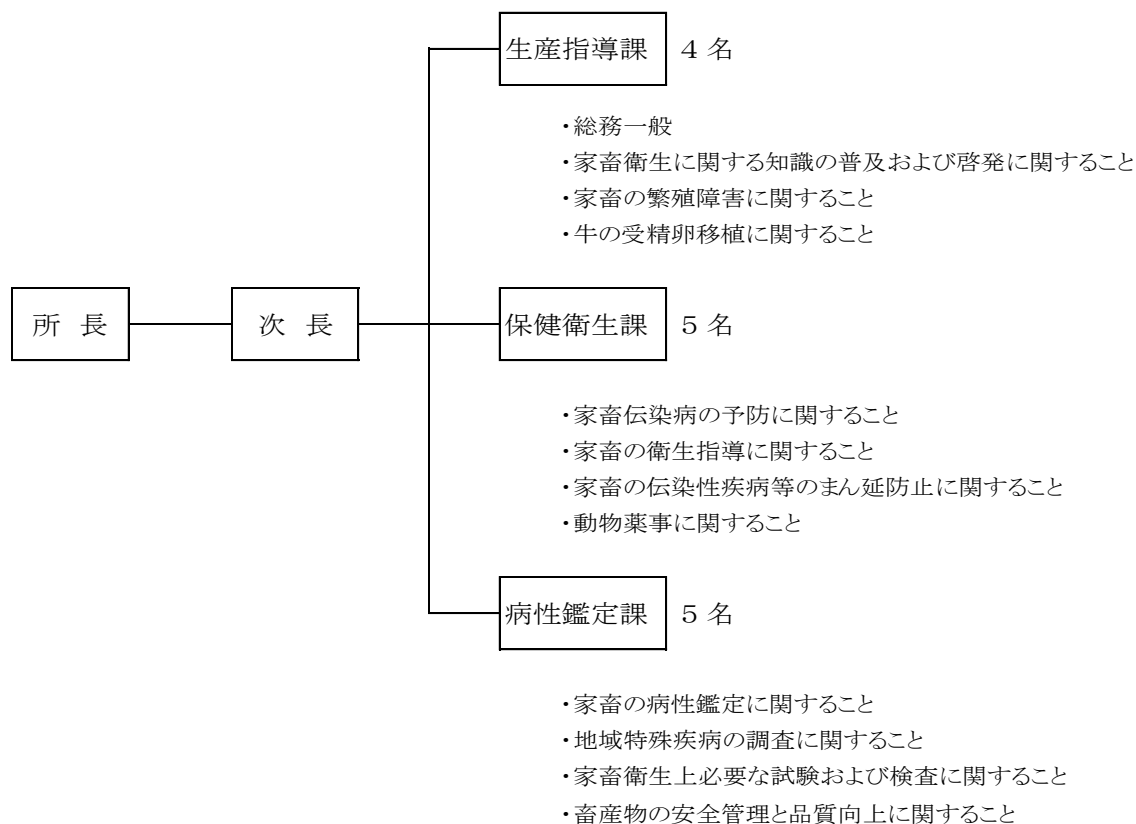 生産指導課 4名
・総務一般
・家畜衛生に関する知識の普及および啓発に関すること
・家畜の繁殖障害に関すること
・牛の受精卵移植に関すること
所 長
次 長
保健衛生課 5名
・家畜伝染病の予防に関すること
・家畜の衛生指導に関すること
・家畜の伝染性疾病等のまん延防止に関すること
・動物薬事に関すること
病性鑑定課 5名
・家畜の病性鑑定に関すること
・地域特殊疾病の調査に関すること
・家畜衛生上必要な試験および検査に関すること
・畜産物の安全管理と品質向上に関すること